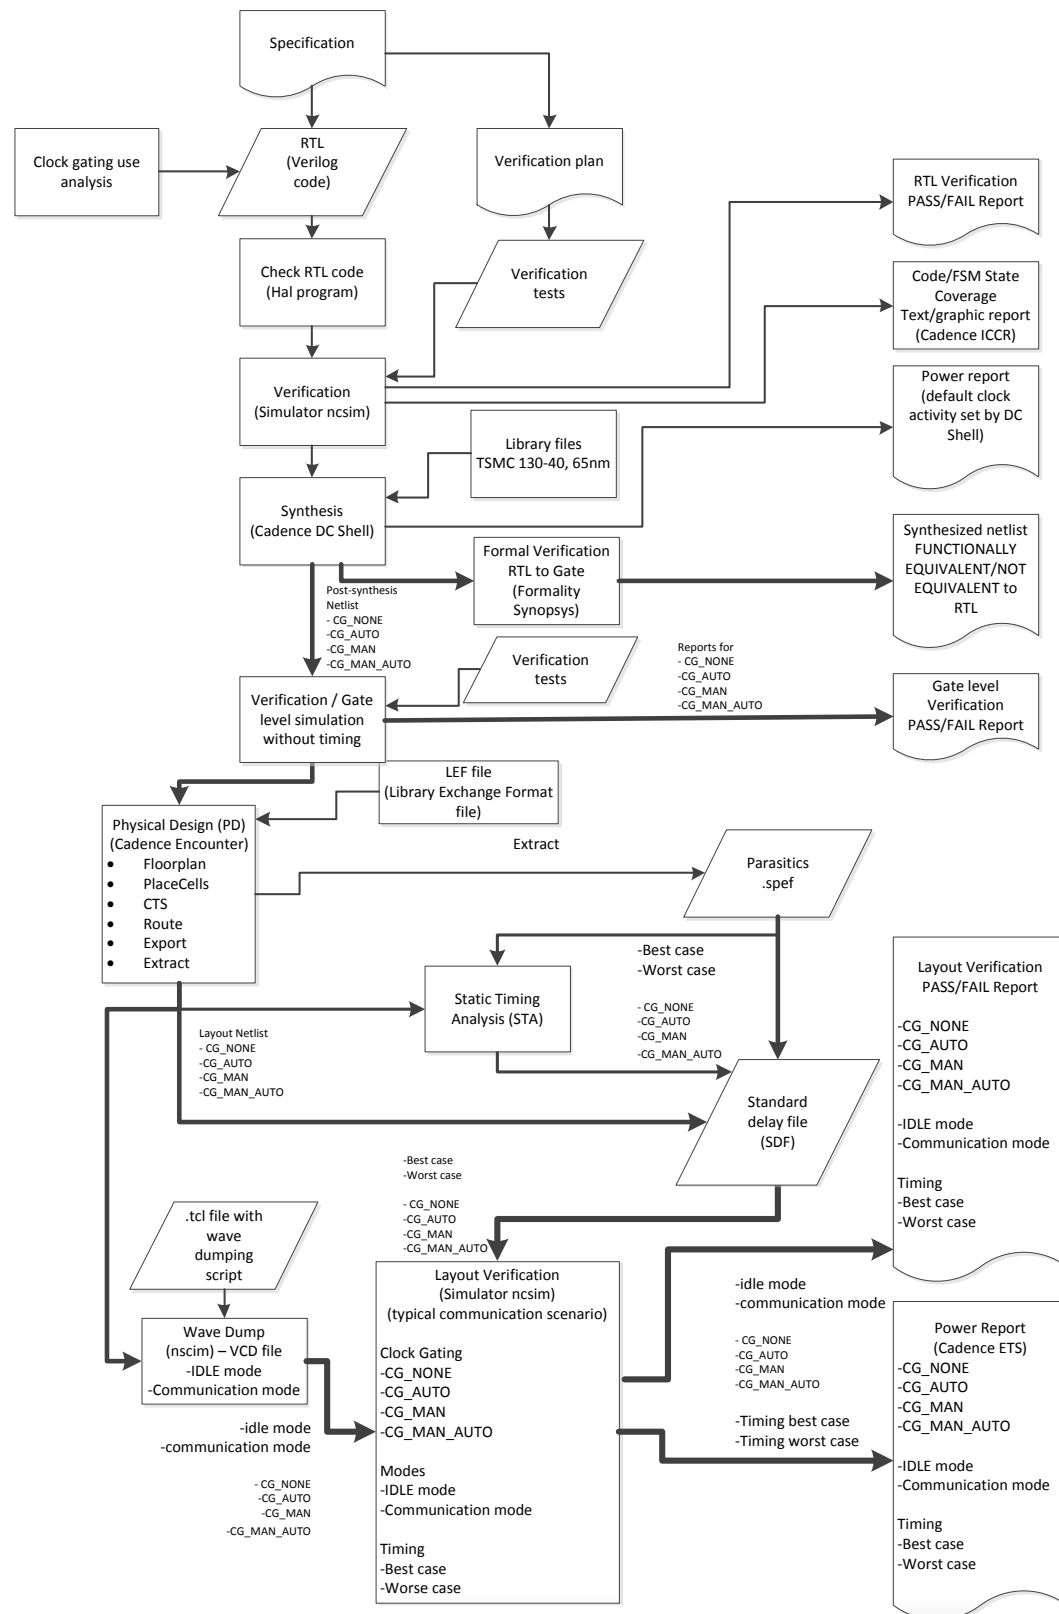 Specification
Clock gating use
analysis
RTL
(Verilog
code)
Verification plan
RTL Verification
PASS/FAIL Report
Check RTL code
(Hal program)
Verification
tests
Code/FSM State
Coverage
Text/graphic report
(Cadence ICCR)
Verification
(Simulator ncsim)
Power report
(default clock
activity set by DC
Shell)
Library files
TSMC 130-40, 65nm
Synthesis
(Cadence DC Shell)
Formal Verification
RTL to Gate
(Formality
Synopsys)
Synthesized netlist
FUNCTIONALLY
EQUIVALENT/NOT
EQUIVALENT to
RTL
Post-synthesis
Netlist
- CG_NONE
-CG_AUTO
-CG_MAN
-CG_MAN_AUTO
Verification
tests
Reports for
- CG_NONE
-CG_AUTO
-CG_MAN
-CG_MAN_AUTO
Verification / Gate
level simulation
without timing
Gate level
Verification
PASS/FAIL Report
LEF file
(Library Exchange Format
file)
Physical Design (PD)
(Cadence Encounter)
• Floorplan
• PlaceCells
• CTS
• Route
• Export
• Extract
Extract
Parasitics
.spef
-Best case
-Worst case
- CG_NONE
-CG_AUTO
-CG_MAN
-CG_MAN_AUTO
Static Timing
Analysis (STA)
Layout Netlist
- CG_NONE
-CG_AUTO
-CG_MAN
-CG_MAN_AUTO
Standard
delay file
(SDF)
Layout Verification
PASS/FAIL Report
-CG_NONE
-CG_AUTO
-CG_MAN
-CG_MAN_AUTO
-IDLE mode
-Communication mode
Timing
-Best case
-Worst case
-Best case
-Worst case
- CG_NONE
-CG_AUTO
-CG_MAN
-CG_MAN_AUTO
.tcl file with
wave
dumping
script
Wave Dump
(nscim) – VCD file
-IDLE mode
-Communication mode
-idle mode
-communication mode
- CG_NONE
-CG_AUTO
-CG_MAN
-CG_MAN_AUTO
Layout Verification
(Simulator ncsim)
(typical communication scenario)
Clock Gating
-CG_NONE
-CG_AUTO
-CG_MAN
-CG_MAN_AUTO
Modes
-IDLE mode
-Communication mode
Timing
-Best case
-Worse case
-idle mode
-communication mode
- CG_NONE
-CG_AUTO
-CG_MAN
-CG_MAN_AUTO
-Timing best case
-Timing worst case
Power Report
(Cadence ETS)
-CG_NONE
-CG_AUTO
-CG_MAN
-CG_MAN_AUTO
-IDLE mode
-Communication mode
Timing
-Best case
-Worst case